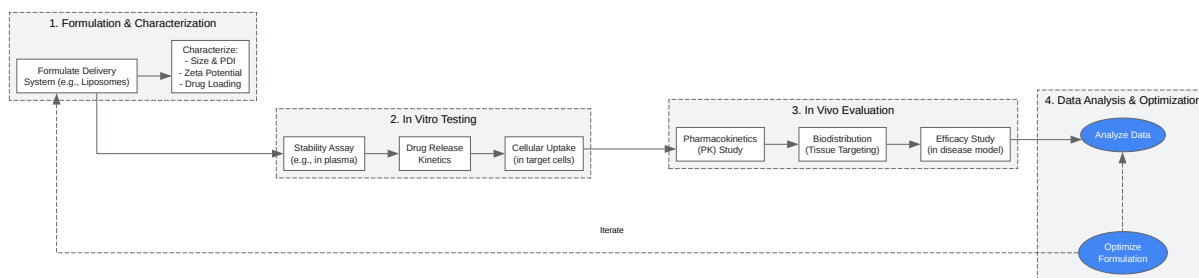 1. Formulation & Characterization
Formulate Delivery
System (e.g., Liposomes)
Characterize:
- Size & PDI
- Zeta Potential
- Drug Loading
2. In Vitro Testing
Stability Assay
(e.g., in plasma)
Drug Release
Kinetics
Cellular Uptake
(in target cells)
3. In Vivo Evaluation
Pharmacokinetics
(PK) Study
Biodistribution
(Tissue Targeting)
Efficacy Study
(in disease model)
4. Data Analysis & Optimization
Analyze Data
Optimize
Formulation
Iterate